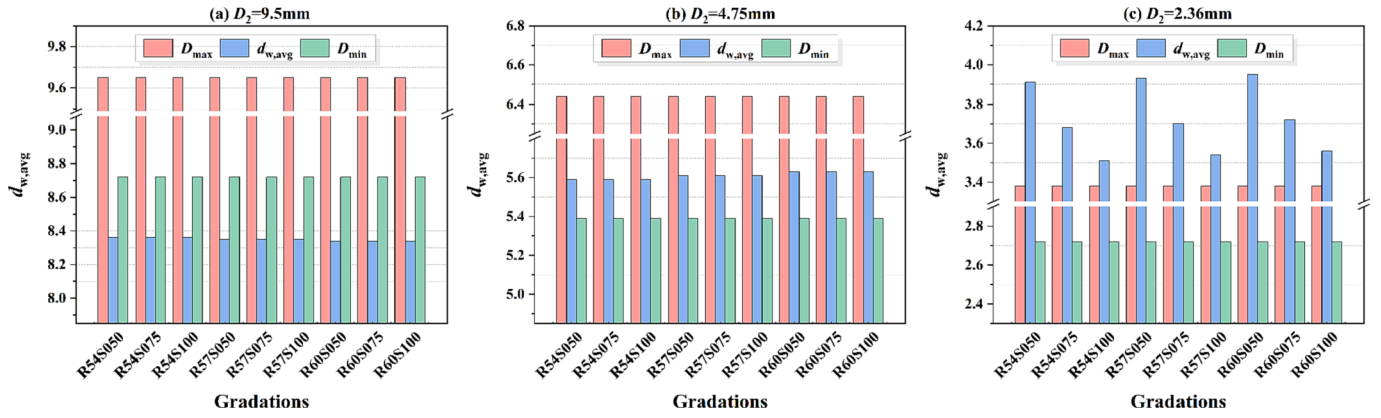 (a) D2=9.5mm
Dmax dw,avg Dmin
dw,avg
9.8
9.6
9.0
8.8
8.6
8.4
8.2
8.0
R54S050
R54S075
R54S100
R57S050
R57S075
R57S100
R60S050
R60S075
R60S100
Gradations
(b) D2=4.75mm
Dmax dw,avg Dmin
dw,avg
6.8
6.6
6.4
5.6
5.4
5.2
5.0
R54S050
R54S075
R54S100
R57S050
R57S075
R57S100
R60S050
R60S075
R60S100
Gradations
(c) D2=2.36mm
Dmax dw,avg Dmin
dw,avg
4.2
4.0
3.8
3.6
3.4
2.8
2.6
2.4
R54S050
R54S075
R54S100
R57S050
R57S075
R57S100
R60S050
R60S075
R60S100
Gradations